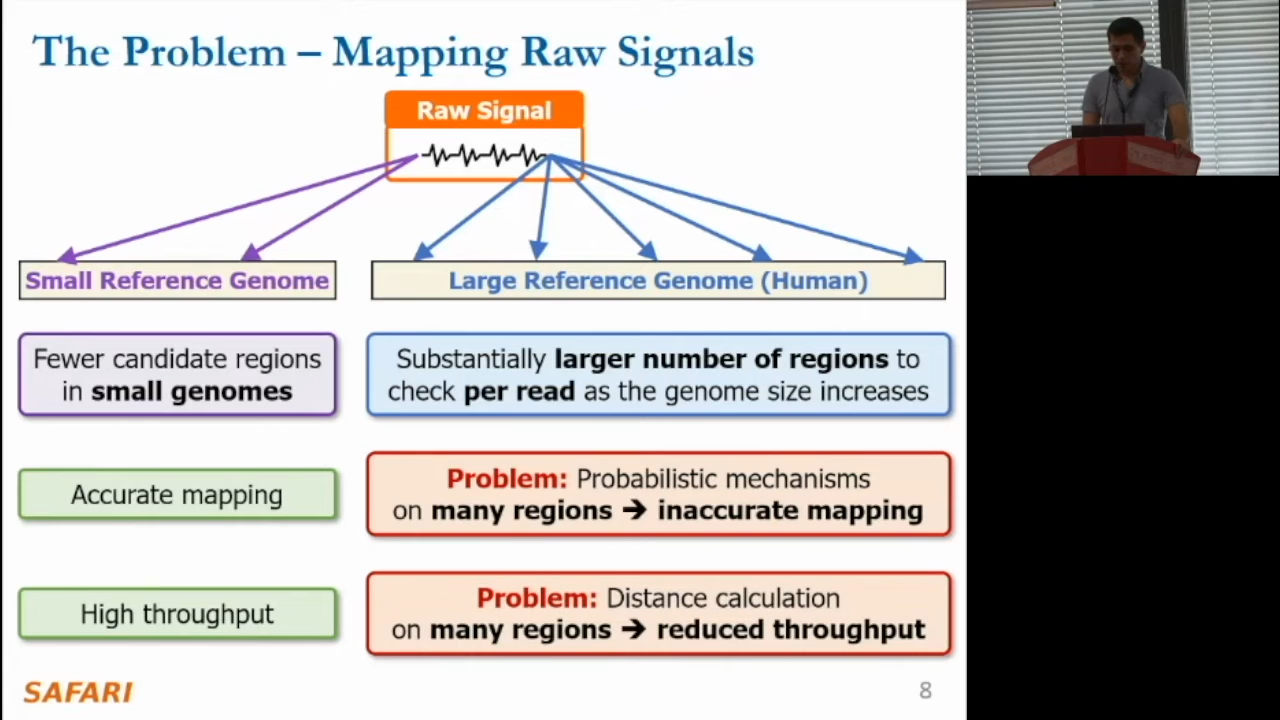 The Problem – Mapping Raw Signals
Raw Signal
Small Reference Genome
Large Reference Genome (Human)
Fewer candidate regions
in small genomes
Substantially larger number of regions to
check per read as the genome size increases
Accurate mapping
Problem: Probabilistic mechanisms
on many regions ➔ inaccurate mapping
High throughput
Problem: Distance calculation
on many regions ➔ reduced throughput
SAFARI
8